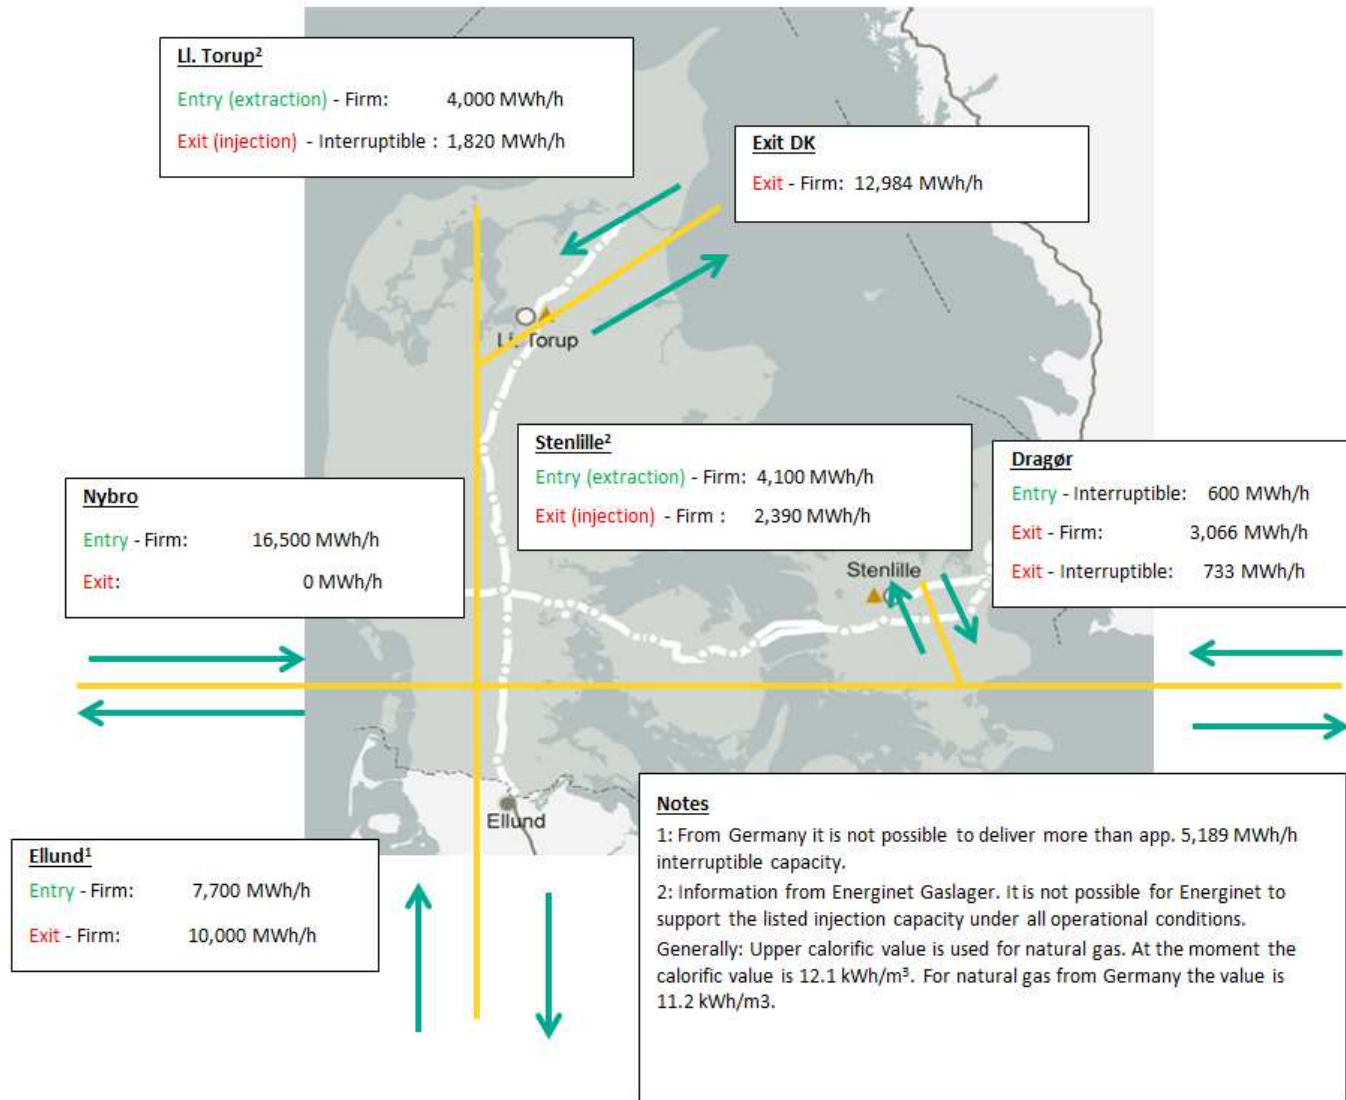 Ll. Torup²
Entry (extraction) - Firm: 4,000 MWh/h
Exit (injection) - Interruptible : 1,820 MWh/h
Exit DK
Exit - Firm: 12,984 MWh/h
Ll. Torup
Stenlille²
Entry (extraction) - Firm: 4,100 MWh/h
Exit (injection) - Firm : 2,390 MWh/h
Dragør
Entry - Interruptible: 600 MWh/h
Exit - Firm: 3,066 MWh/h
Exit - Interruptible: 733 MWh/h
Nybro
Entry - Firm: 16,500 MWh/h
Exit: 0 MWh/h
Stenlille
Ellund
Ellund¹
Entry - Firm: 7,700 MWh/h
Exit - Firm: 10,000 MWh/h
Notes
1: From Germany it is not possible to deliver more than app. 5,189 MWh/h
interruptible capacity.
2: Information from Energinet Gaslager. It is not possible for Energinet to
support the listed injection capacity under all operational conditions.
Generally: Upper calorific value is used for natural gas. At the moment the
calorific value is 12.1 kWh/m³. For natural gas from Germany the value is
11.2 kWh/m3.